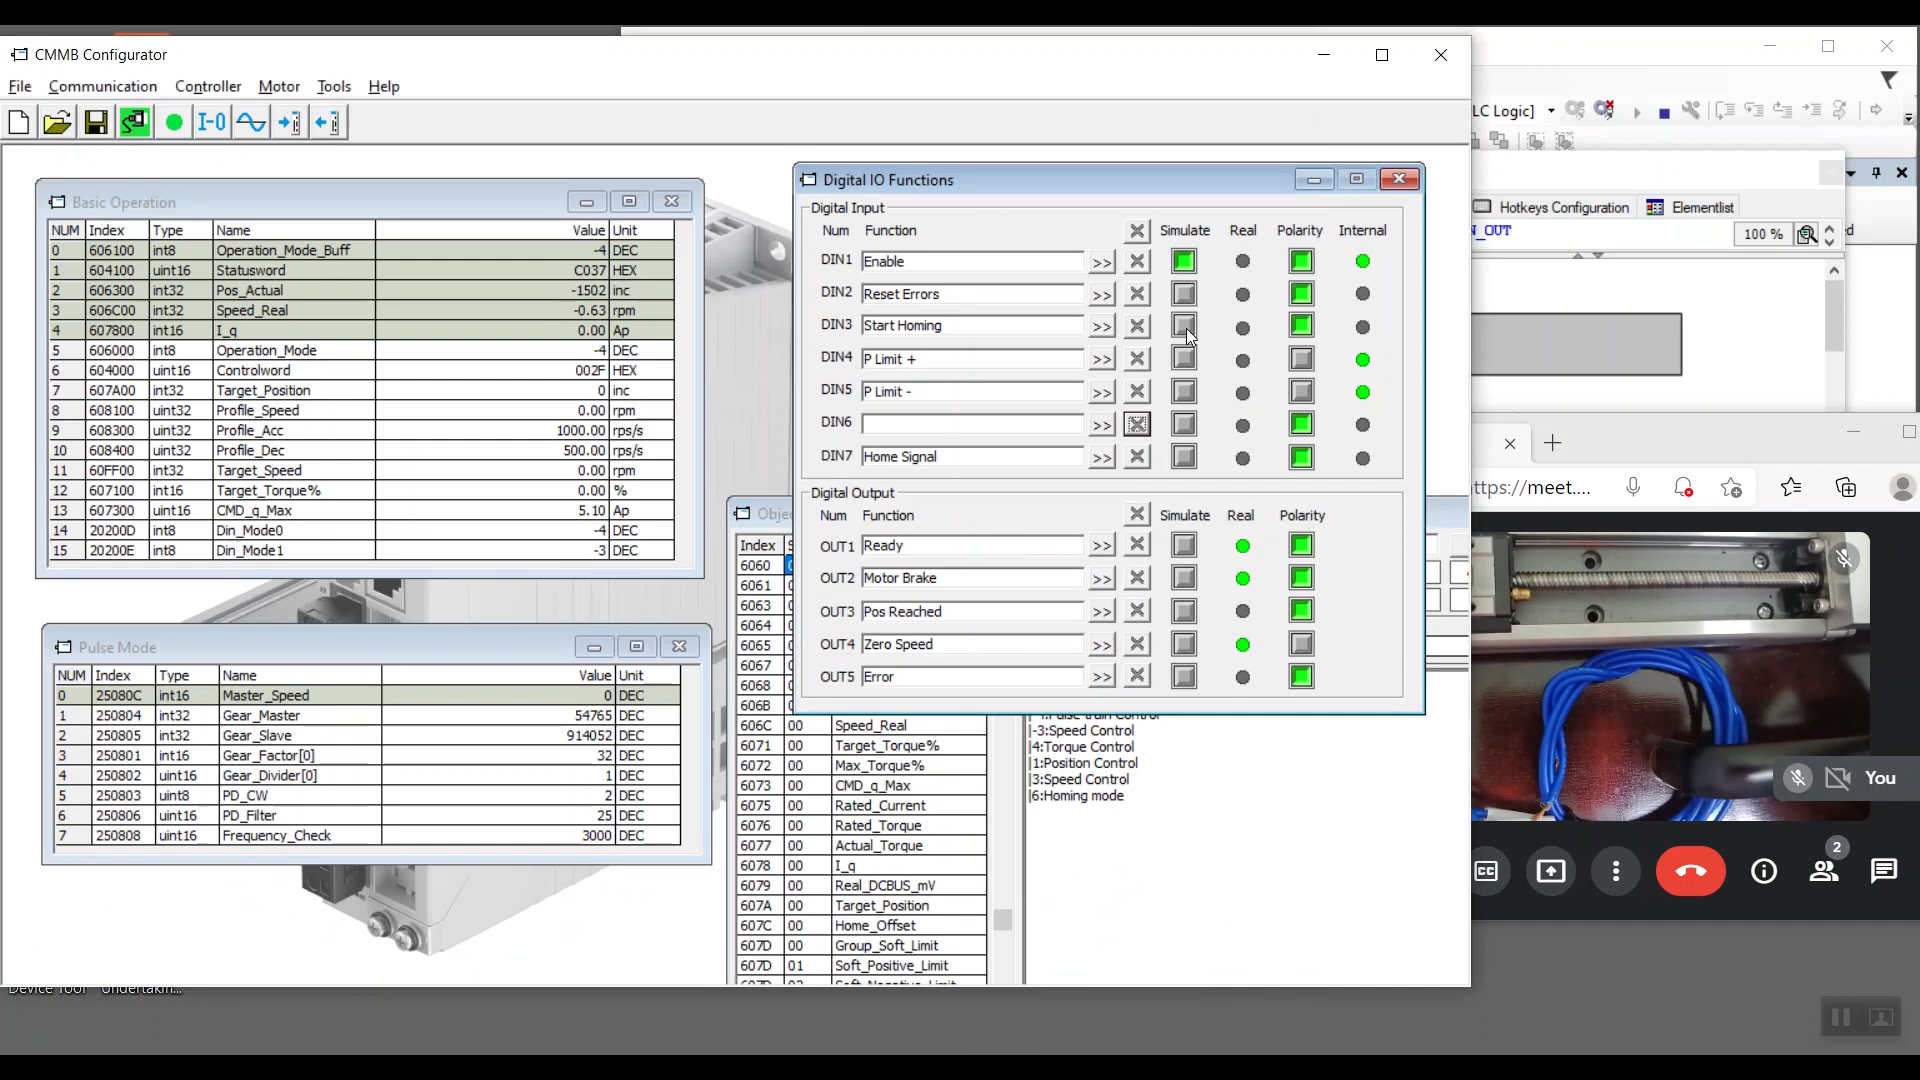 CMMB Configurator
File Communication Controller Motor Tools Help
I-O
LC Logic]
Basic Operation
NUM Index Type Name Value Unit
0 606100 int8 Operation_Mode_Buff -4 DEC
1 604100 uint16 Statusword C037 HEX
2 606300 int32 Pos_Actual -1502 inc
3 606C00 int32 Speed_Real -0.63 rpm
4 607800 int16 I_q 0.00 Ap
5 606000 int8 Operation_Mode -4 DEC
6 604000 uint16 Controlword 002F HEX
7 607A00 int32 Target_Position 0 inc
8 608100 uint32 Profile_Speed 0.00 rpm
9 608300 uint32 Profile_Acc 1000.00 rps/s
10 608400 uint32 Profile_Dec 500.00 rps/s
11 60FF00 int32 Target_Speed 0.00 rpm
12 607100 int16 Target_Torque% 0.00 %
13 607300 uint16 CMD_q_Max 5.10 Ap
14 20200D int8 Din_Mode0 -4 DEC
15 20200E int8 Din_Mode1 -3 DEC
Pulse Mode
NUM Index Type Name Value Unit
0 25080C int16 Master_Speed 0 DEC
1 250804 int32 Gear_Master 54765 DEC
2 250805 int32 Gear_Slave 914052 DEC
3 250801 int16 Gear_Factor[0] 32 DEC
4 250802 uint16 Gear_Divider[0] 1 DEC
5 250803 uint8 PD_CW 2 DEC
6 250806 uint16 PD_Filter 25 DEC
7 250808 uint16 Frequency_Check 3000 DEC
Digital IO Functions
Digital Input
Num Function Simulate Real Polarity Internal
DIN1 Enable >>
DIN2 Reset Errors >>
DIN3 Start Homing >>
DIN4 P Limit + >>
DIN5 P Limit - >>
DIN6 >>
DIN7 Home Signal >>
Digital Output
Num Function Simulate Real Polarity
OUT1 Ready >>
OUT2 Motor Brake >>
OUT3 Pos Reached >>
OUT4 Zero Speed >>
OUT5 Error >>
Index
6060
6061
6063
6064
6065
6067
6068
606B
606C 00 Speed_Real
6071 00 Target_Torque%
6072 00 Max_Torque%
6073 00 CMD_q_Max
6075 00 Rated_Current
6076 00 Rated_Torque
6077 00 Actual_Torque
6078 00 I_q
6079 00 Real_DCBUS_mV
607A 00 Target_Position
607C 00 Home_Offset
607D 00 Group_Soft_Limit
607D 01 Soft_Positive_Limit
|-3:Speed Control
|4:Torque Control
|1:Position Control
|3:Speed Control
|6:Homing mode
Hotkeys Configuration Elementlist
N_OUT
100 %
ttps://meet....
You
2
CC
Device Tool Undertakin...